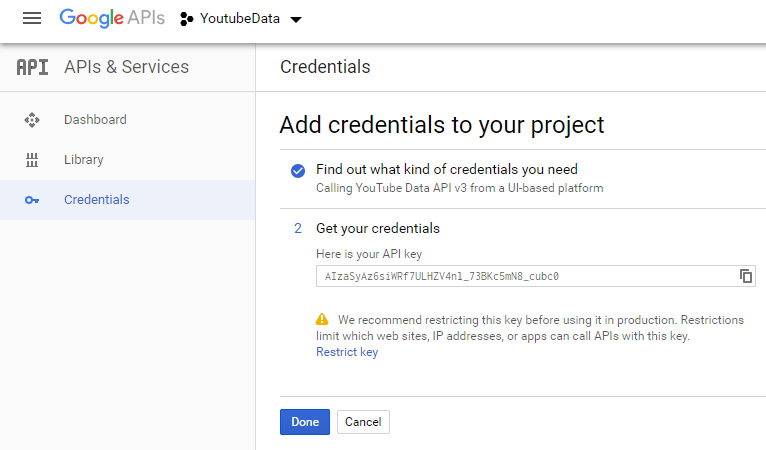 Google APIs YoutubeData
API APIs & Services
Credentials
Dashboard
Library
Credentials
Add credentials to your project
Find out what kind of credentials you need
Calling YouTube Data API v3 from a UI-based platform
2 Get your credentials
Here is your API key
AIzaSyAz6siWRf7ULHZV4nl_73BKc5mN8_cubc0
We recommend restricting this key before using it in production. Restrictions
limit which web sites, IP addresses, or apps can call APIs with this key.
Restrict key
Done Cancel